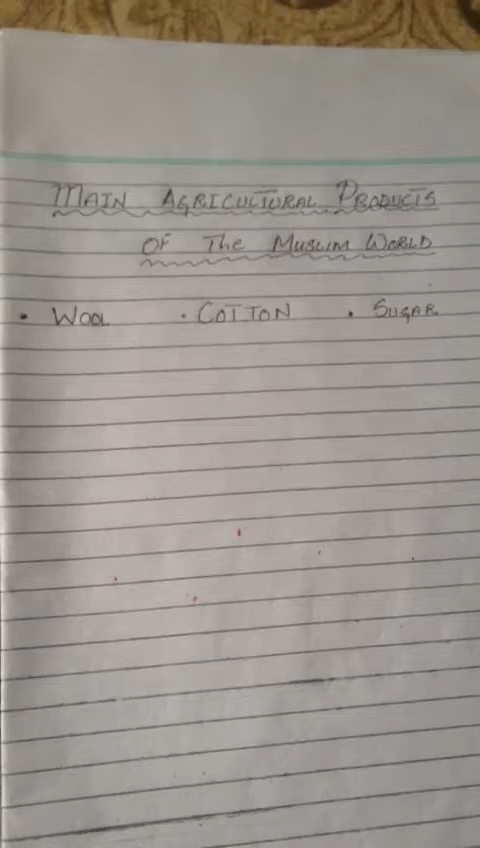 MAIN AGRICULTURAL PRODUCTS
OF The MUSLIM WORLD
• WOOL • COTTON • SUGAR